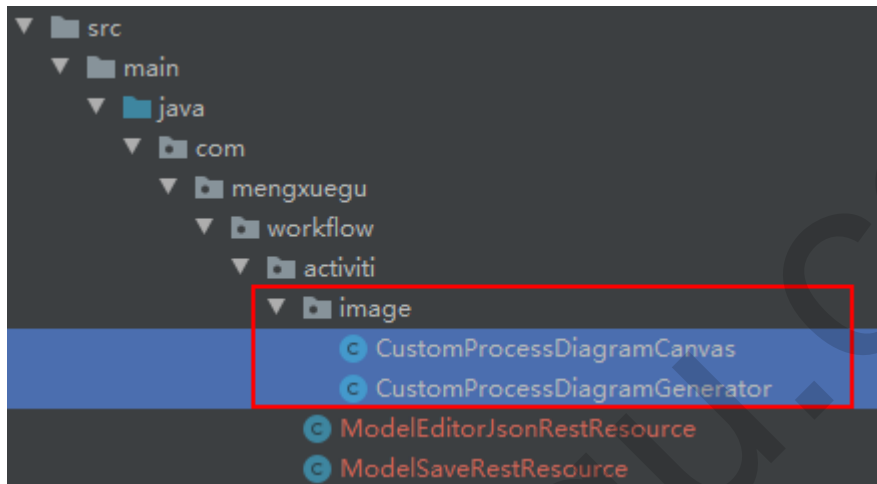 src
main
java
com
mengxuegu
workflow
activiti
image
CustomProcessDiagramCanvas
CustomProcessDiagramGenerator
ModelEditorJsonRestResource
ModelSaveRestResource